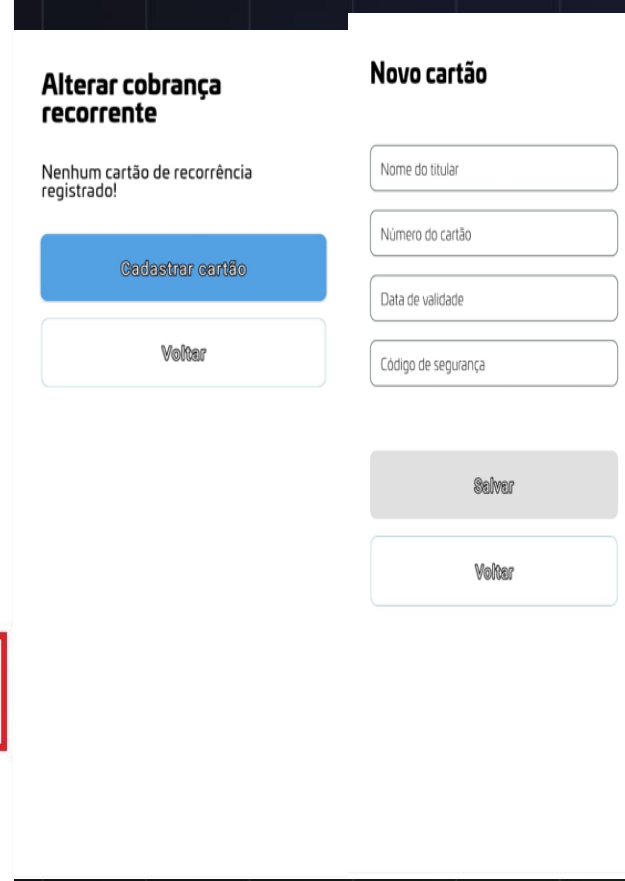 Alterar cobrança
recorrente
Nenhum cartão de recorrência
registrado!
Cadastrar cartão
Voltar
Novo cartão
Nome do titular
Número do cartão
Data de validade
Código de segurança
Salvar
Voltar